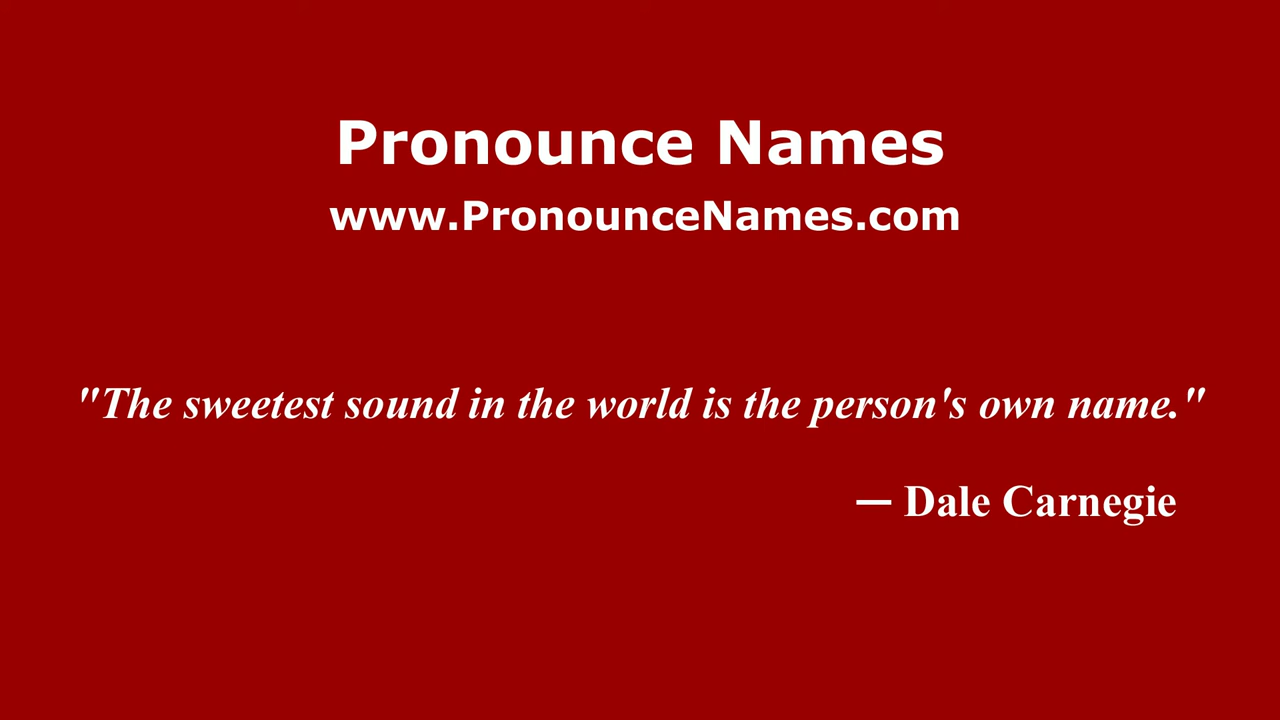 Pronounce Names
www.PronounceNames.com
"The sweetest sound in the world is the person's own name."
— Dale Carnegie